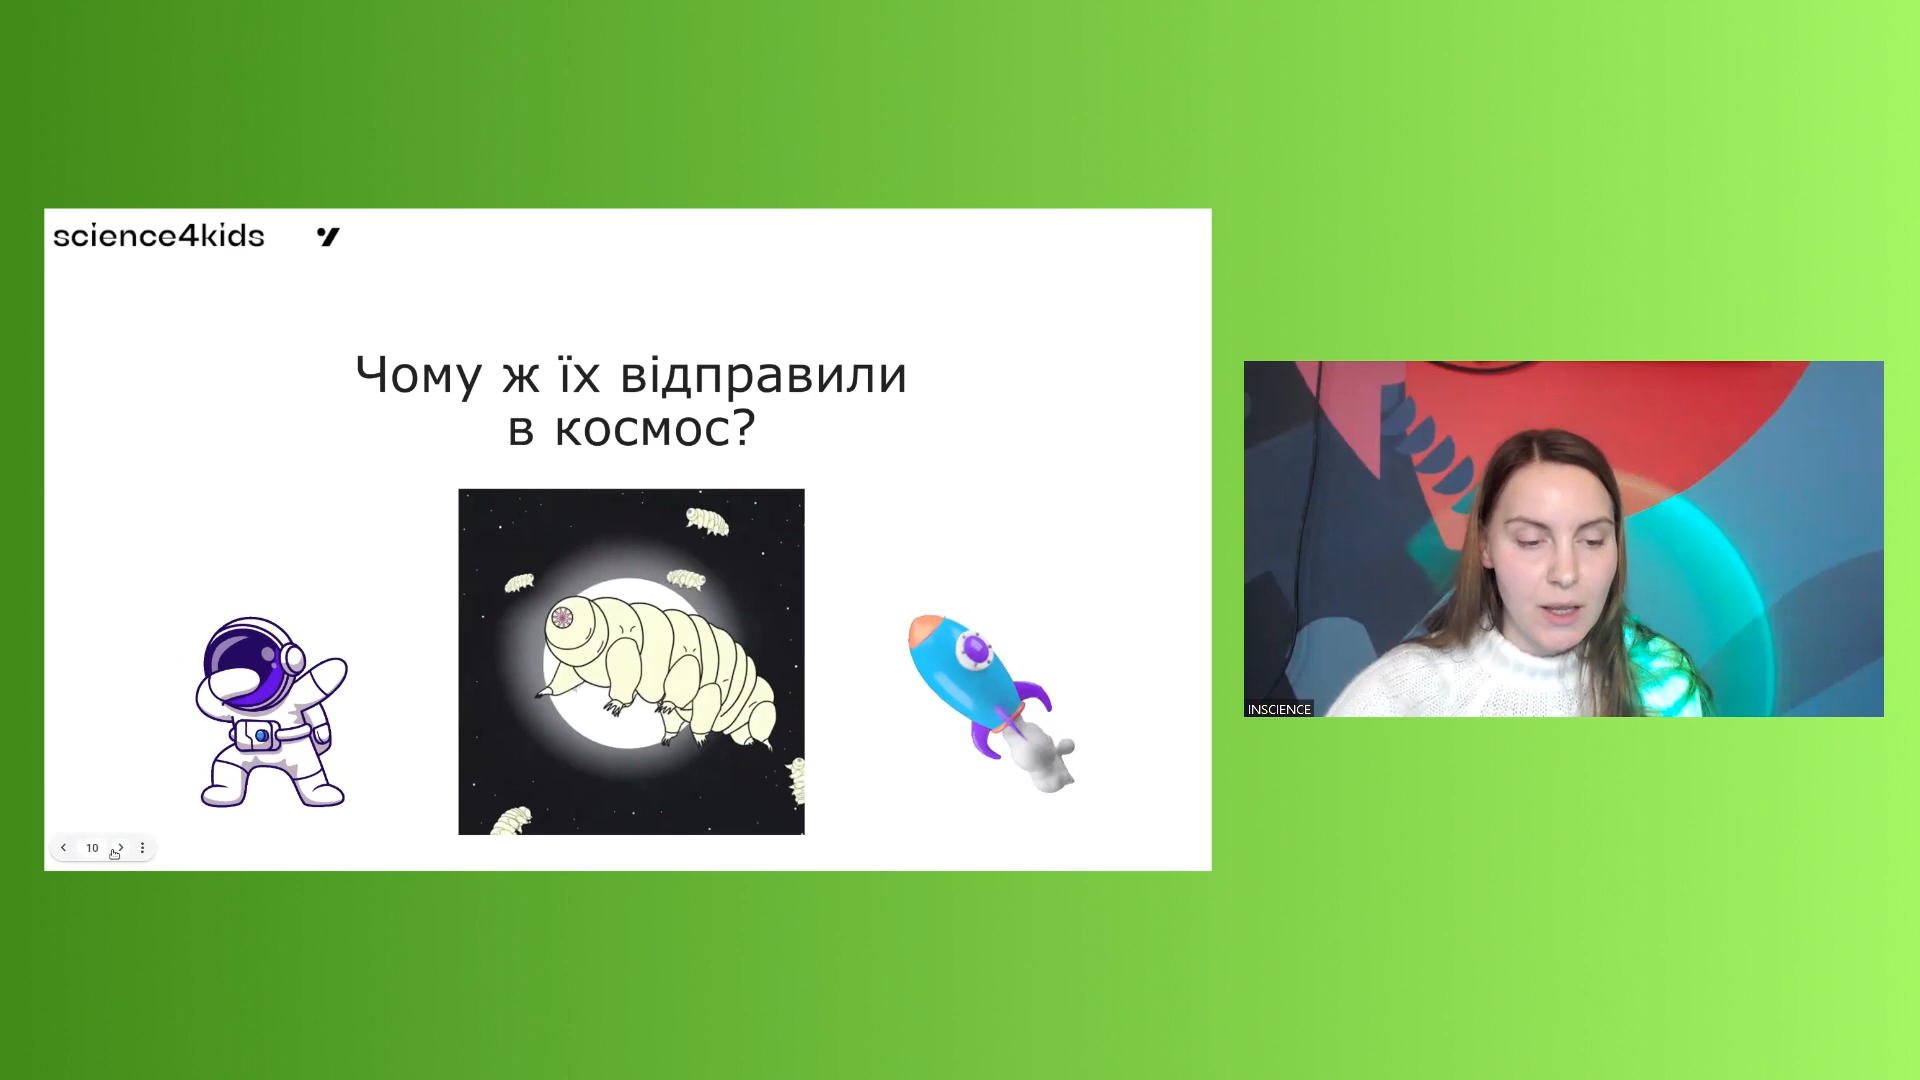 science4kids
Чому ж їх відправили
в космос?
10
INSCIENCE